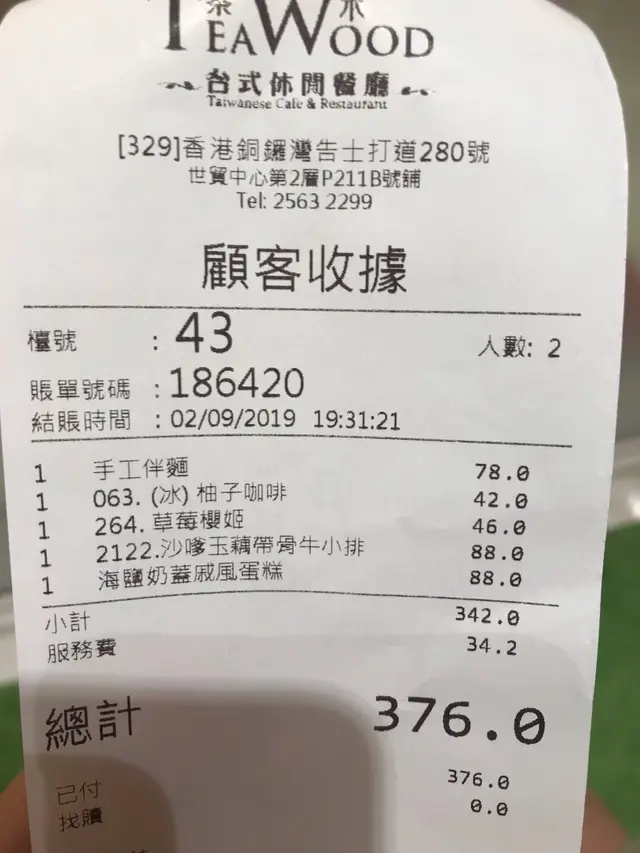 茶 木
TEAWOOD
台式休閒餐廳
Taiwanese Cafe & Restaurant
[329]香港銅鑼灣告士打道280號
世貿中心第2層P211B號舖
Tel: 2563 2299
顧客收據
檯號 : 43 人數: 2
賬單號碼 : 186420
結賬時間 : 02/09/2019 19:31:21
1 手工伴麵 78.0
1 063. (冰) 柚子咖啡 42.0
1 264. 草莓櫻姬 46.0
1 2122.沙嗲玉藕帶骨牛小排 88.0
1 海鹽奶蓋戚風蛋糕 88.0
小計 342.0
服務費 34.2
總計 376.0
已付 376.0
找贖 0.0